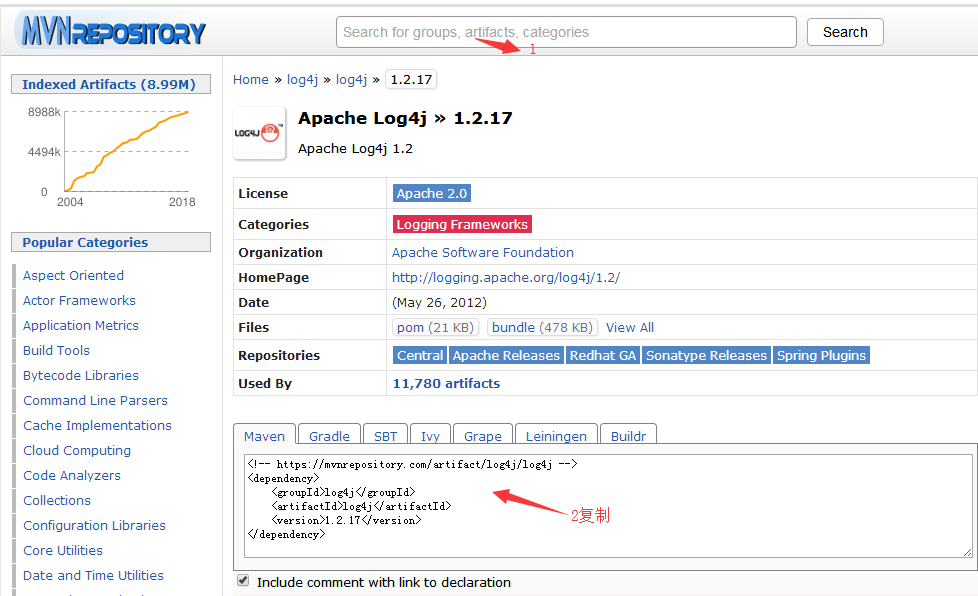 MVNREPOSITORY
Search for groups, artifacts, categories
Search
1
Indexed Artifacts (8.99M)
8988k
4494k
0
2004
2018
Popular Categories
Aspect Oriented
Actor Frameworks
Application Metrics
Build Tools
Bytecode Libraries
Command Line Parsers
Cache Implementations
Cloud Computing
Code Analyzers
Collections
Configuration Libraries
Core Utilities
Date and Time Utilities
Home » log4j » log4j » 1.2.17
LOG4J TM
Apache Log4j » 1.2.17
Apache Log4j 1.2
License Apache 2.0
Categories Logging Frameworks
Organization Apache Software Foundation
HomePage http://logging.apache.org/log4j/1.2/
Date (May 26, 2012)
Files pom (21 KB) bundle (478 KB) View All
Repositories Central Apache Releases Redhat GA Sonatype Releases Spring Plugins
Used By 11,780 artifacts
Maven Gradle SBT Ivy Grape Leiningen Buildr
<!-- https://mvnrepository.com/artifact/log4j/log4j -->
<dependency>
<groupId>log4j</groupId>
<artifactId>log4j</artifactId>
<version>1.2.17</version>
</dependency>
2复制
Include comment with link to declaration